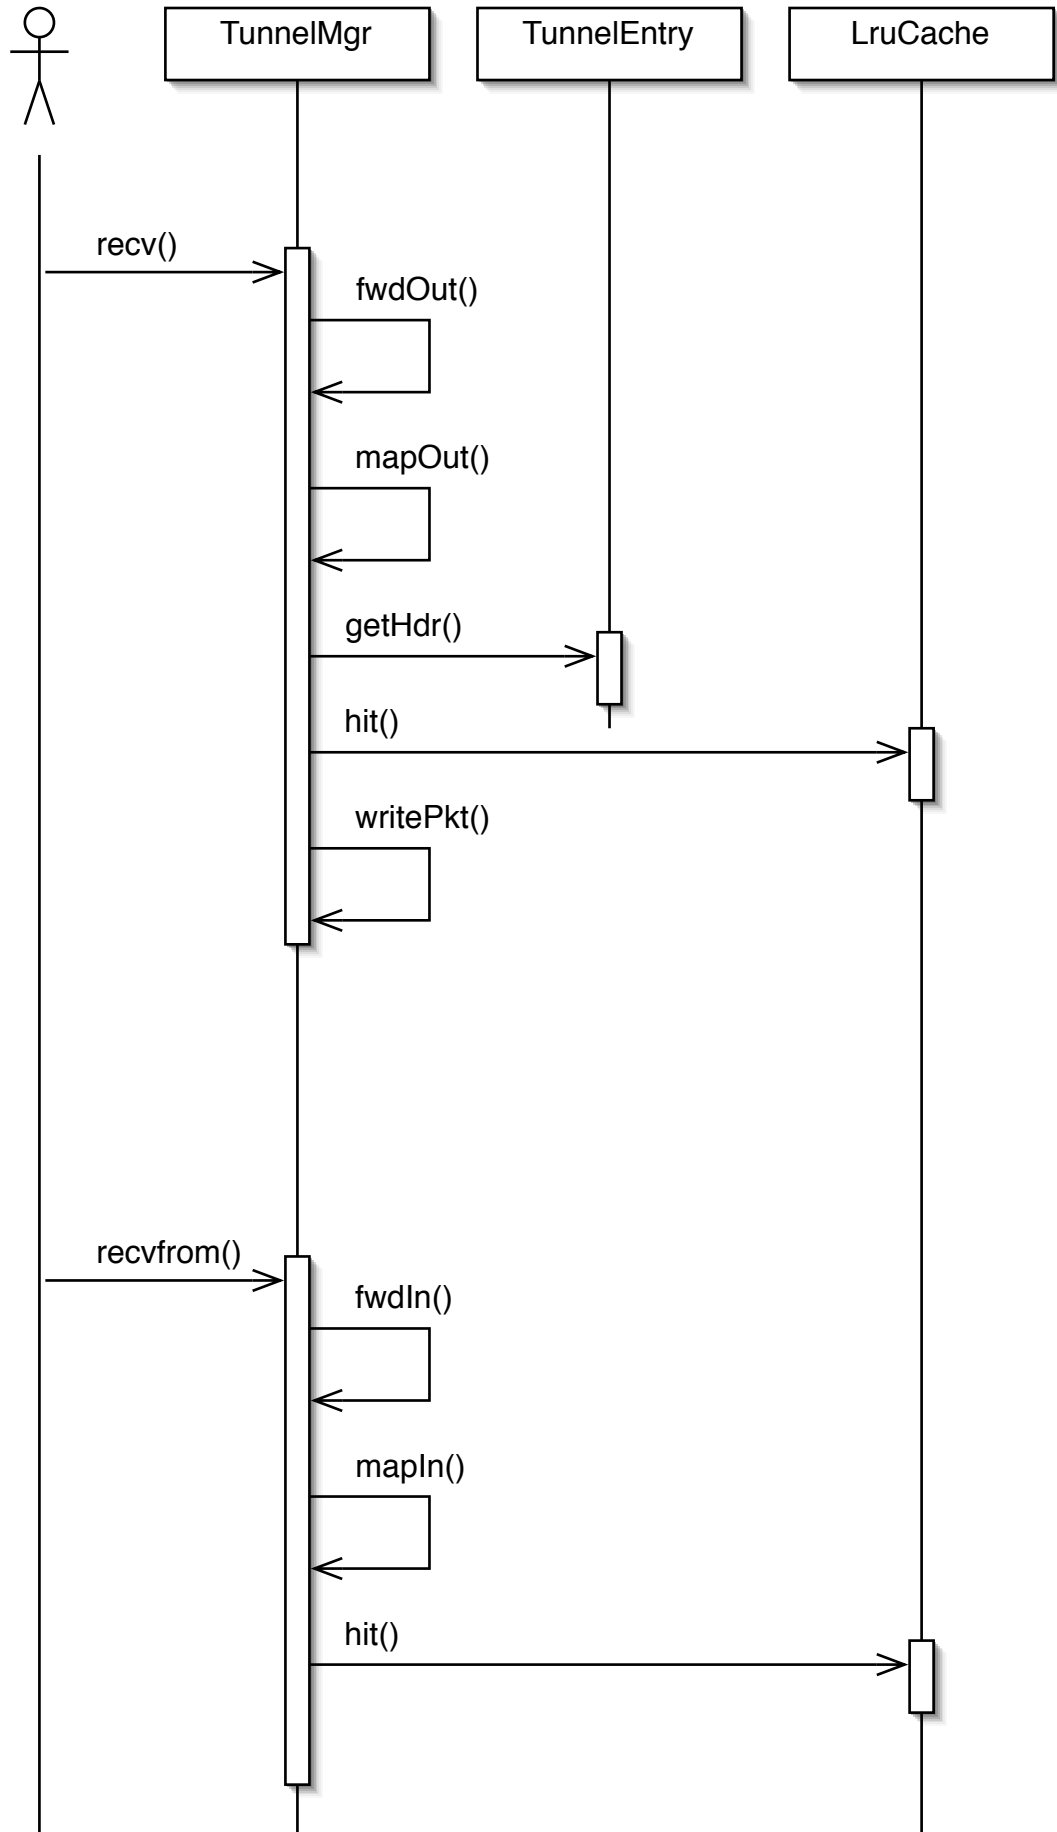 TunnelMgr
TunnelEntry
LruCache
recv()
fwdOut()
mapOut()
getHdr()
hit()
writePkt()
recvfrom()
fwdIn()
mapIn()
hit()